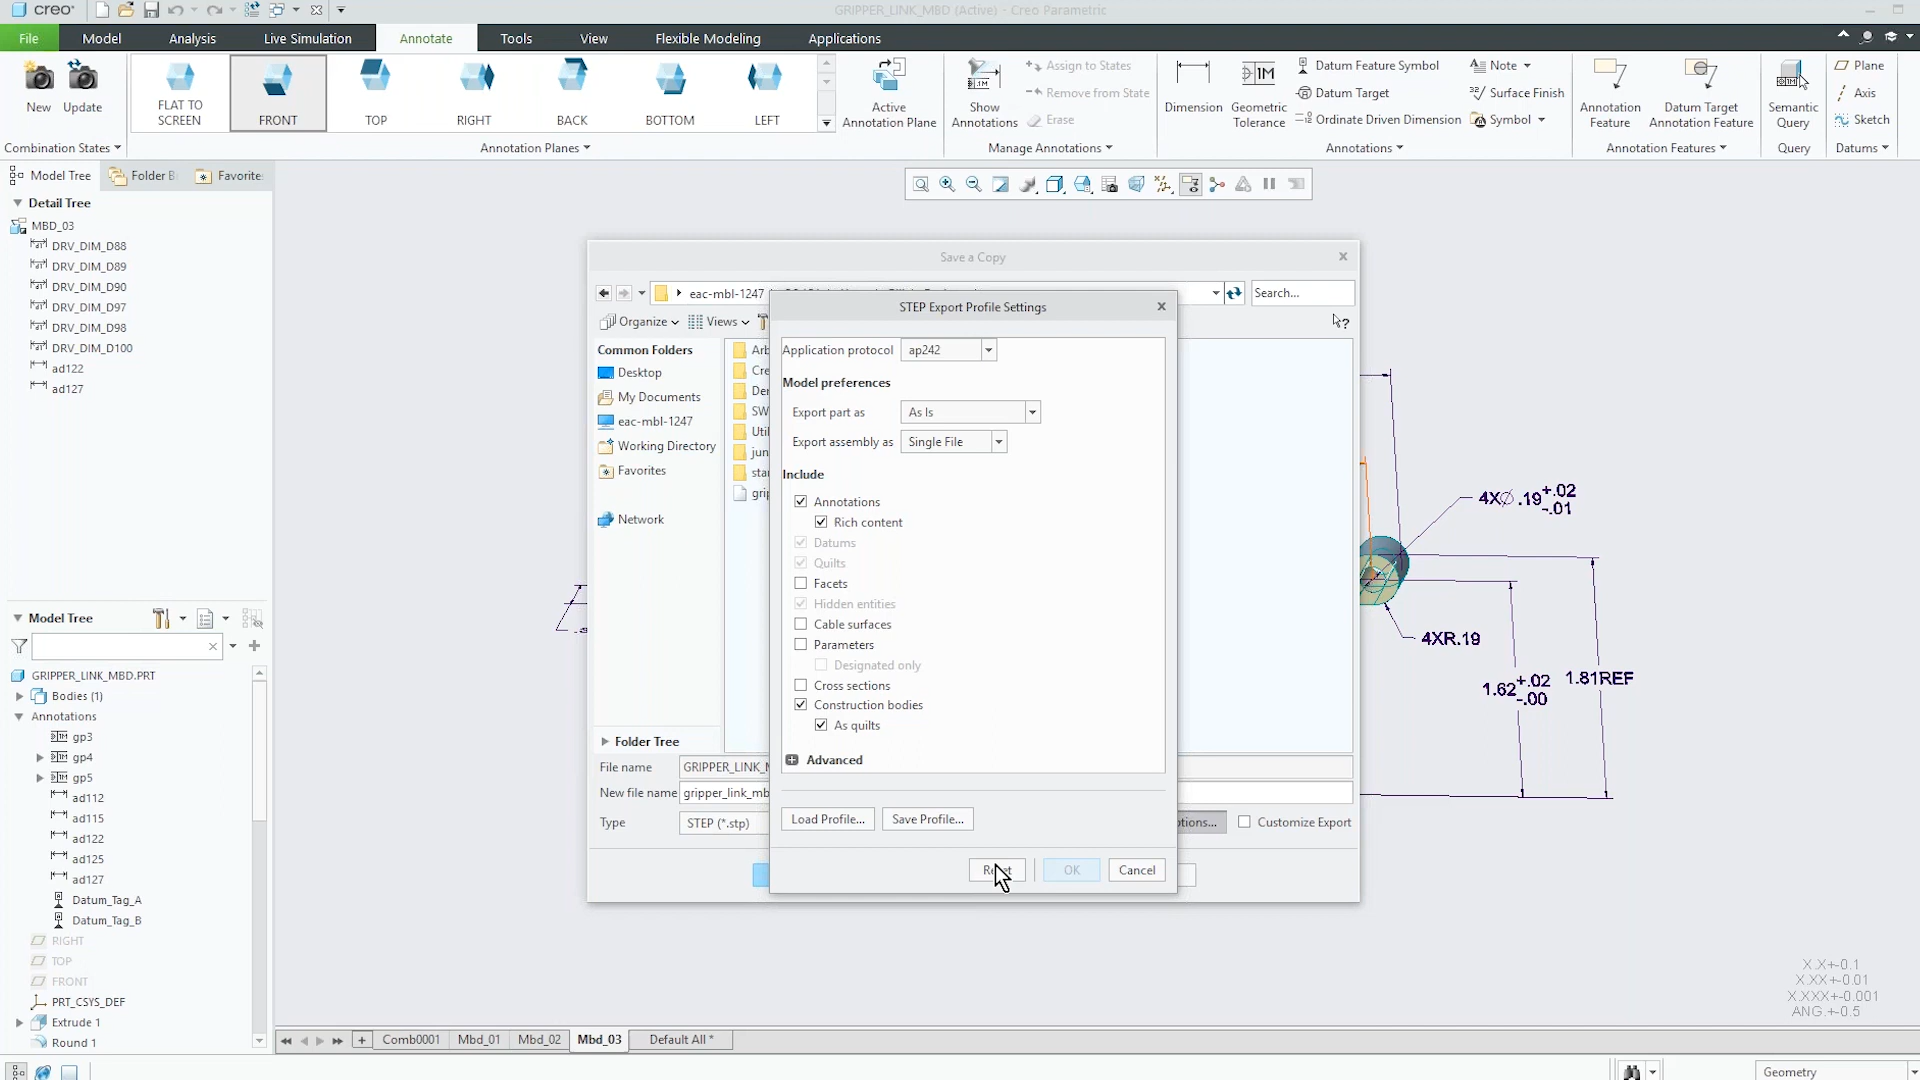 creo
GRIPPER_LINK_MBD (Active) - Creo Parametric
File Model Analysis Live Simulation Annotate Tools View Flexible Modeling Applications
New Update
FLAT TO SCREEN FRONT TOP RIGHT BACK BOTTOM LEFT
Active Annotation Plane
Show Annotations
Assign to States
Remove from State
Erase
Dimension
Geometric Tolerance
Datum Feature Symbol
Datum Target
Ordinate Driven Dimension
Note
Surface Finish
Symbol
Annotation Feature
Datum Target Annotation Feature
Semantic Query
Plane
Axis
Sketch
Combination States Annotation Planes Manage Annotations Annotations Annotation Features Query Datums
Model Tree Folder B Favorite
Detail Tree
MBD_03
DRV_DIM_D88
DRV_DIM_D89
DRV_DIM_D90
DRV_DIM_D97
DRV_DIM_D98
DRV_DIM_D100
ad122
ad127
Model Tree
GRIPPER_LINK_MBD.PRT
Bodies (1)
Annotations
gp3
gp4
gp5
ad112
ad115
ad122
ad125
ad127
Datum_Tag_A
Datum_Tag_B
RIGHT
TOP
FRONT
PRT_CSYS_DEF
Extrude 1
Round 1
Save a Copy
eac-mbl-1247
Search...
Organize Views
Common Folders
Desktop
My Documents
eac-mbl-1247
Working Directory
Favorites
Network
Folder Tree
Arb
Cre
SW
Util
jun
star
File name GRIPPER_LINK_M
New file name gripper_link_mb
Type STEP (*.stp)
ptions... Customize Export
STEP Export Profile Settings
Application protocol ap242
Model preferences
Export part as As Is
Export assembly as Single File
Include
Annotations
Rich content
Datums
Quilts
Facets
Hidden entities
Cable surfaces
Parameters
Designated only
Cross sections
Construction bodies
As quilts
Advanced
Load Profile... Save Profile...
Reset OK Cancel
4XØ .19+.02 -.01
4XR.19
1.62+.02 -.00
1.81REF
X.X+-0.1
X.XX+-0.01
X.XXX+-0.001
ANG.+-0.5
Comb0001 Mbd_01 Mbd_02 Mbd_03 Default All *
Geometry